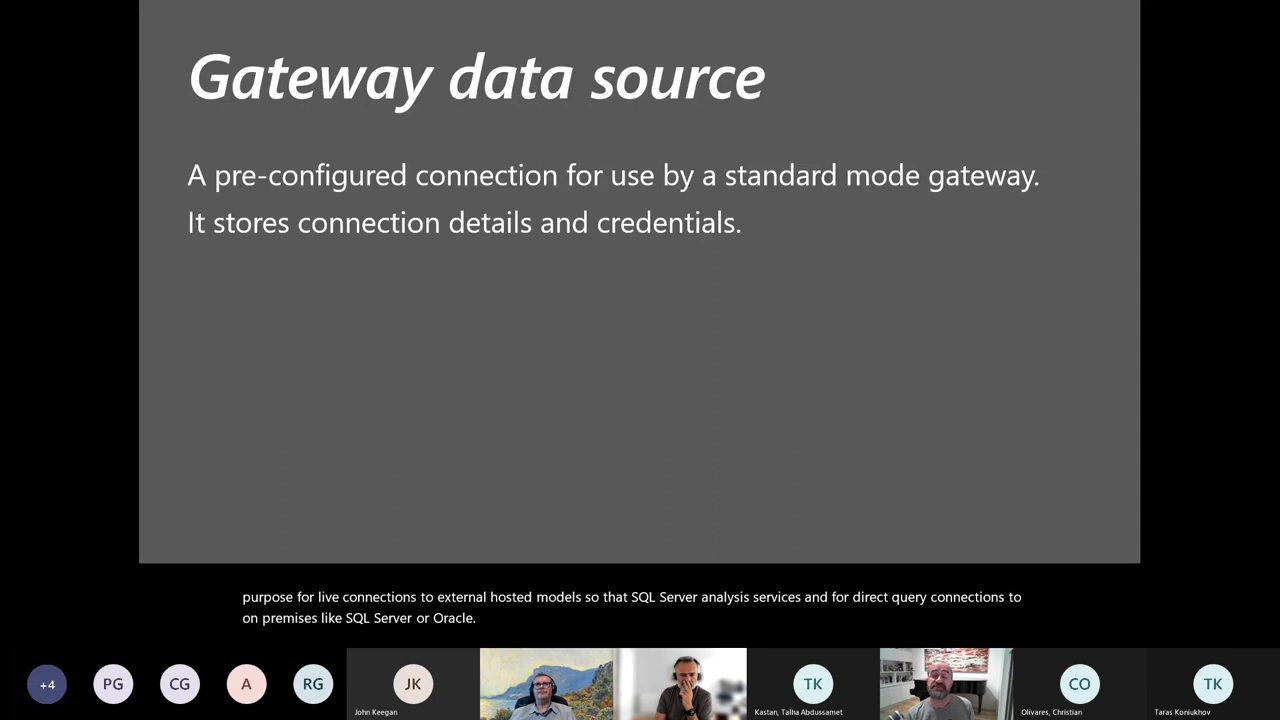 Gateway data source
A pre-configured connection for use by a standard mode gateway.
It stores connection details and credentials.
purpose for live connections to external hosted models so that SQL Server analysis services and for direct query connections to
on premises like SQL Server or Oracle.
+4
PG
CG
A
RG
JK
John Keegan
TK
Kastan, Talha Abdussamet
CO
Olivares, Christian
TK
Taras Koniukhov